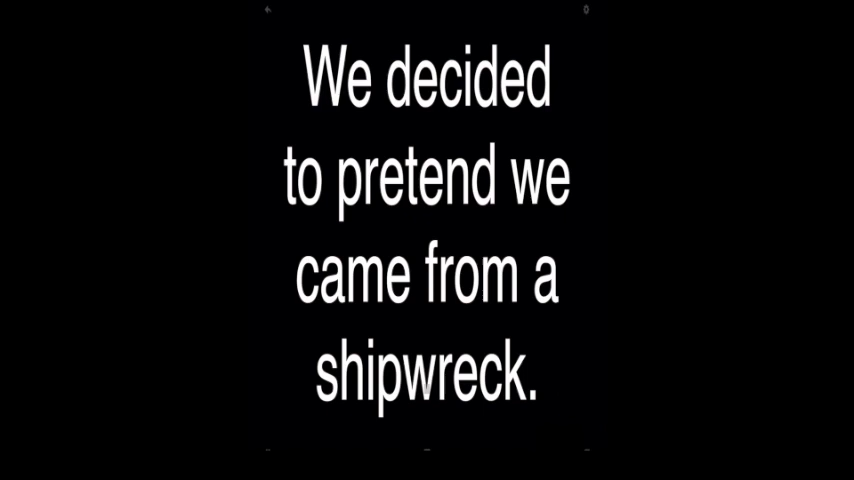 We decided
to pretend we
came from a
shipwreck.